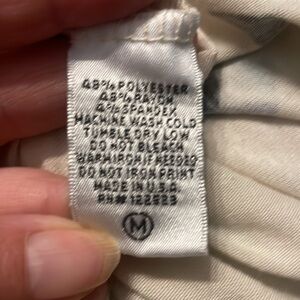 48% POLYESTER
48% RAYON
4% SPANDEX
MACHINE WASH COLD
TUMBLE DRY LOW
DO NOT BLEACH
WARM IRON IF NEEDED
DO NOT IRON PRINT
MADE IN U.S.A
RN# 122523
M